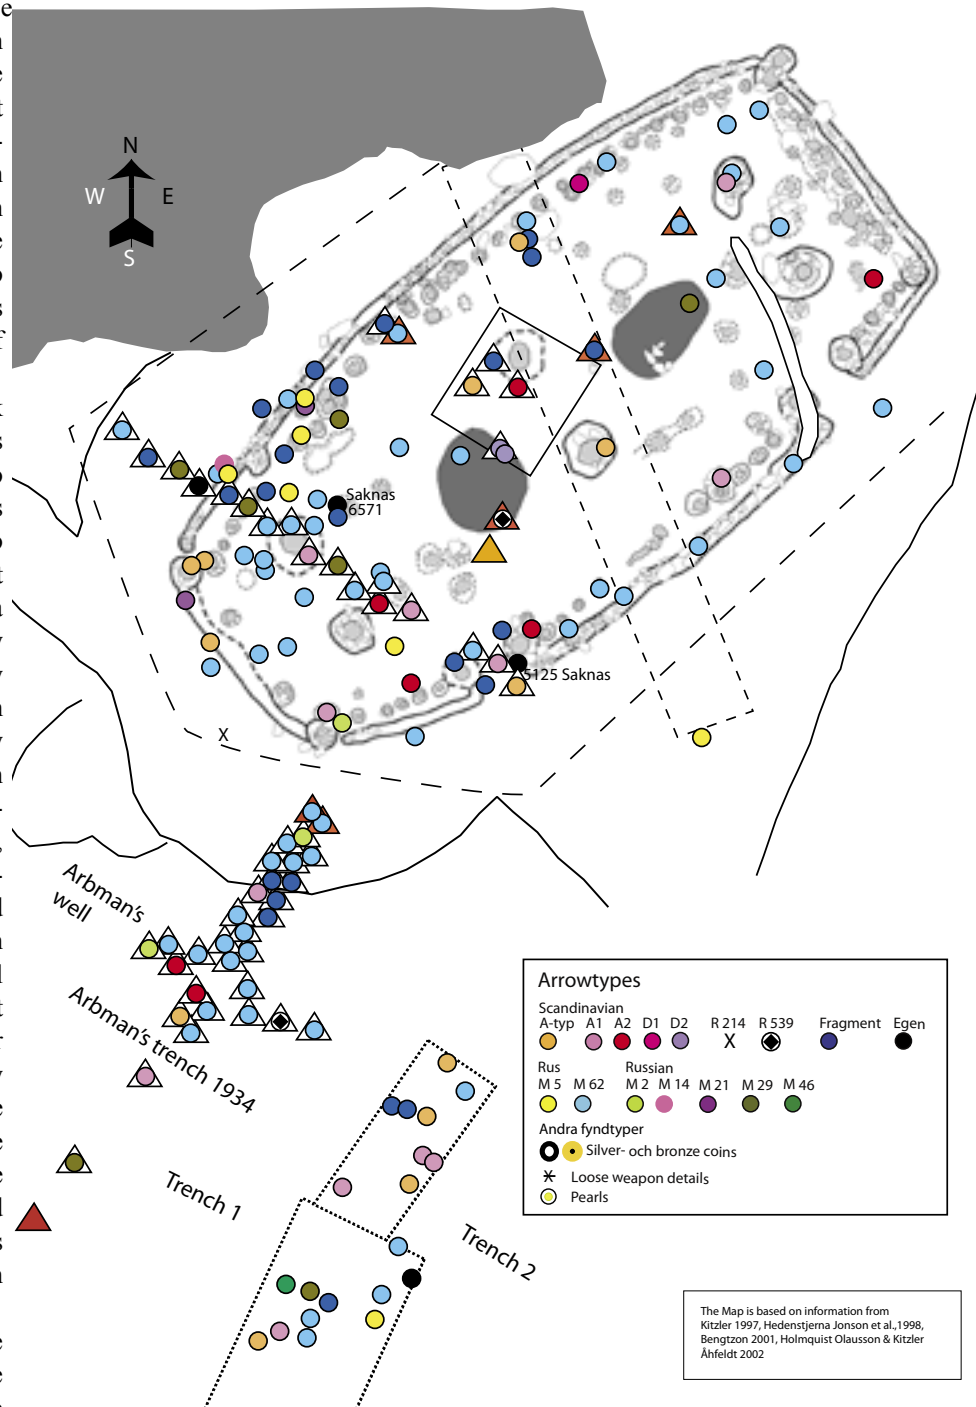 N
W E
S
Saknas
6571
5125 Saknas
X
Arbman's
well
Arbman's trench 1934
Trench 1
Trench 2
Arrowtypes
Scandinavian
A-typ A1 A2 D1 D2 R 214 R 539 Fragment Egen
X
Rus Russian
M 5 M 62 M 2 M 14 M 21 M 29 M 46
Andra fyndtyper
Silver- och bronze coins
Loose weapon details
Pearls
The Map is based on information from
Kitzler 1997, Hedenstjerna Jonson et al.,1998,
Bengtzon 2001, Holmquist Olausson & Kitzler
Åhfeldt 2002